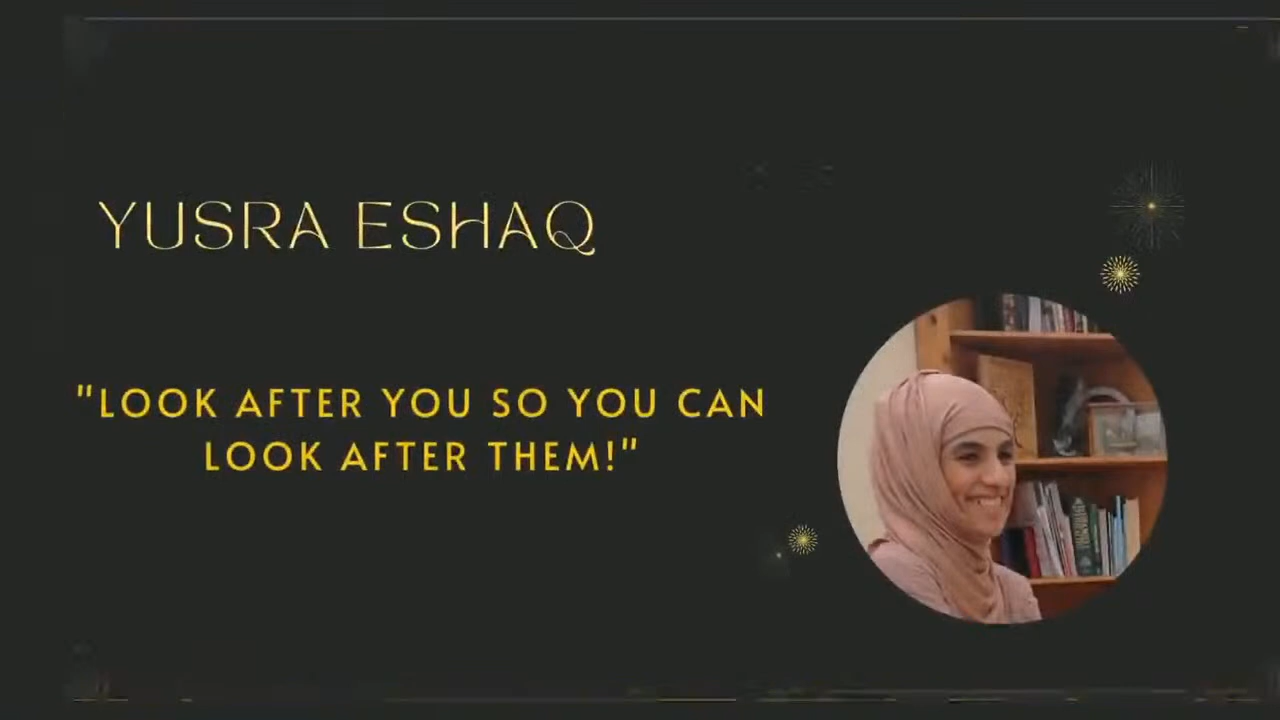 YUSRA ESHAQ
"LOOK AFTER YOU SO YOU CAN
LOOK AFTER THEM!"